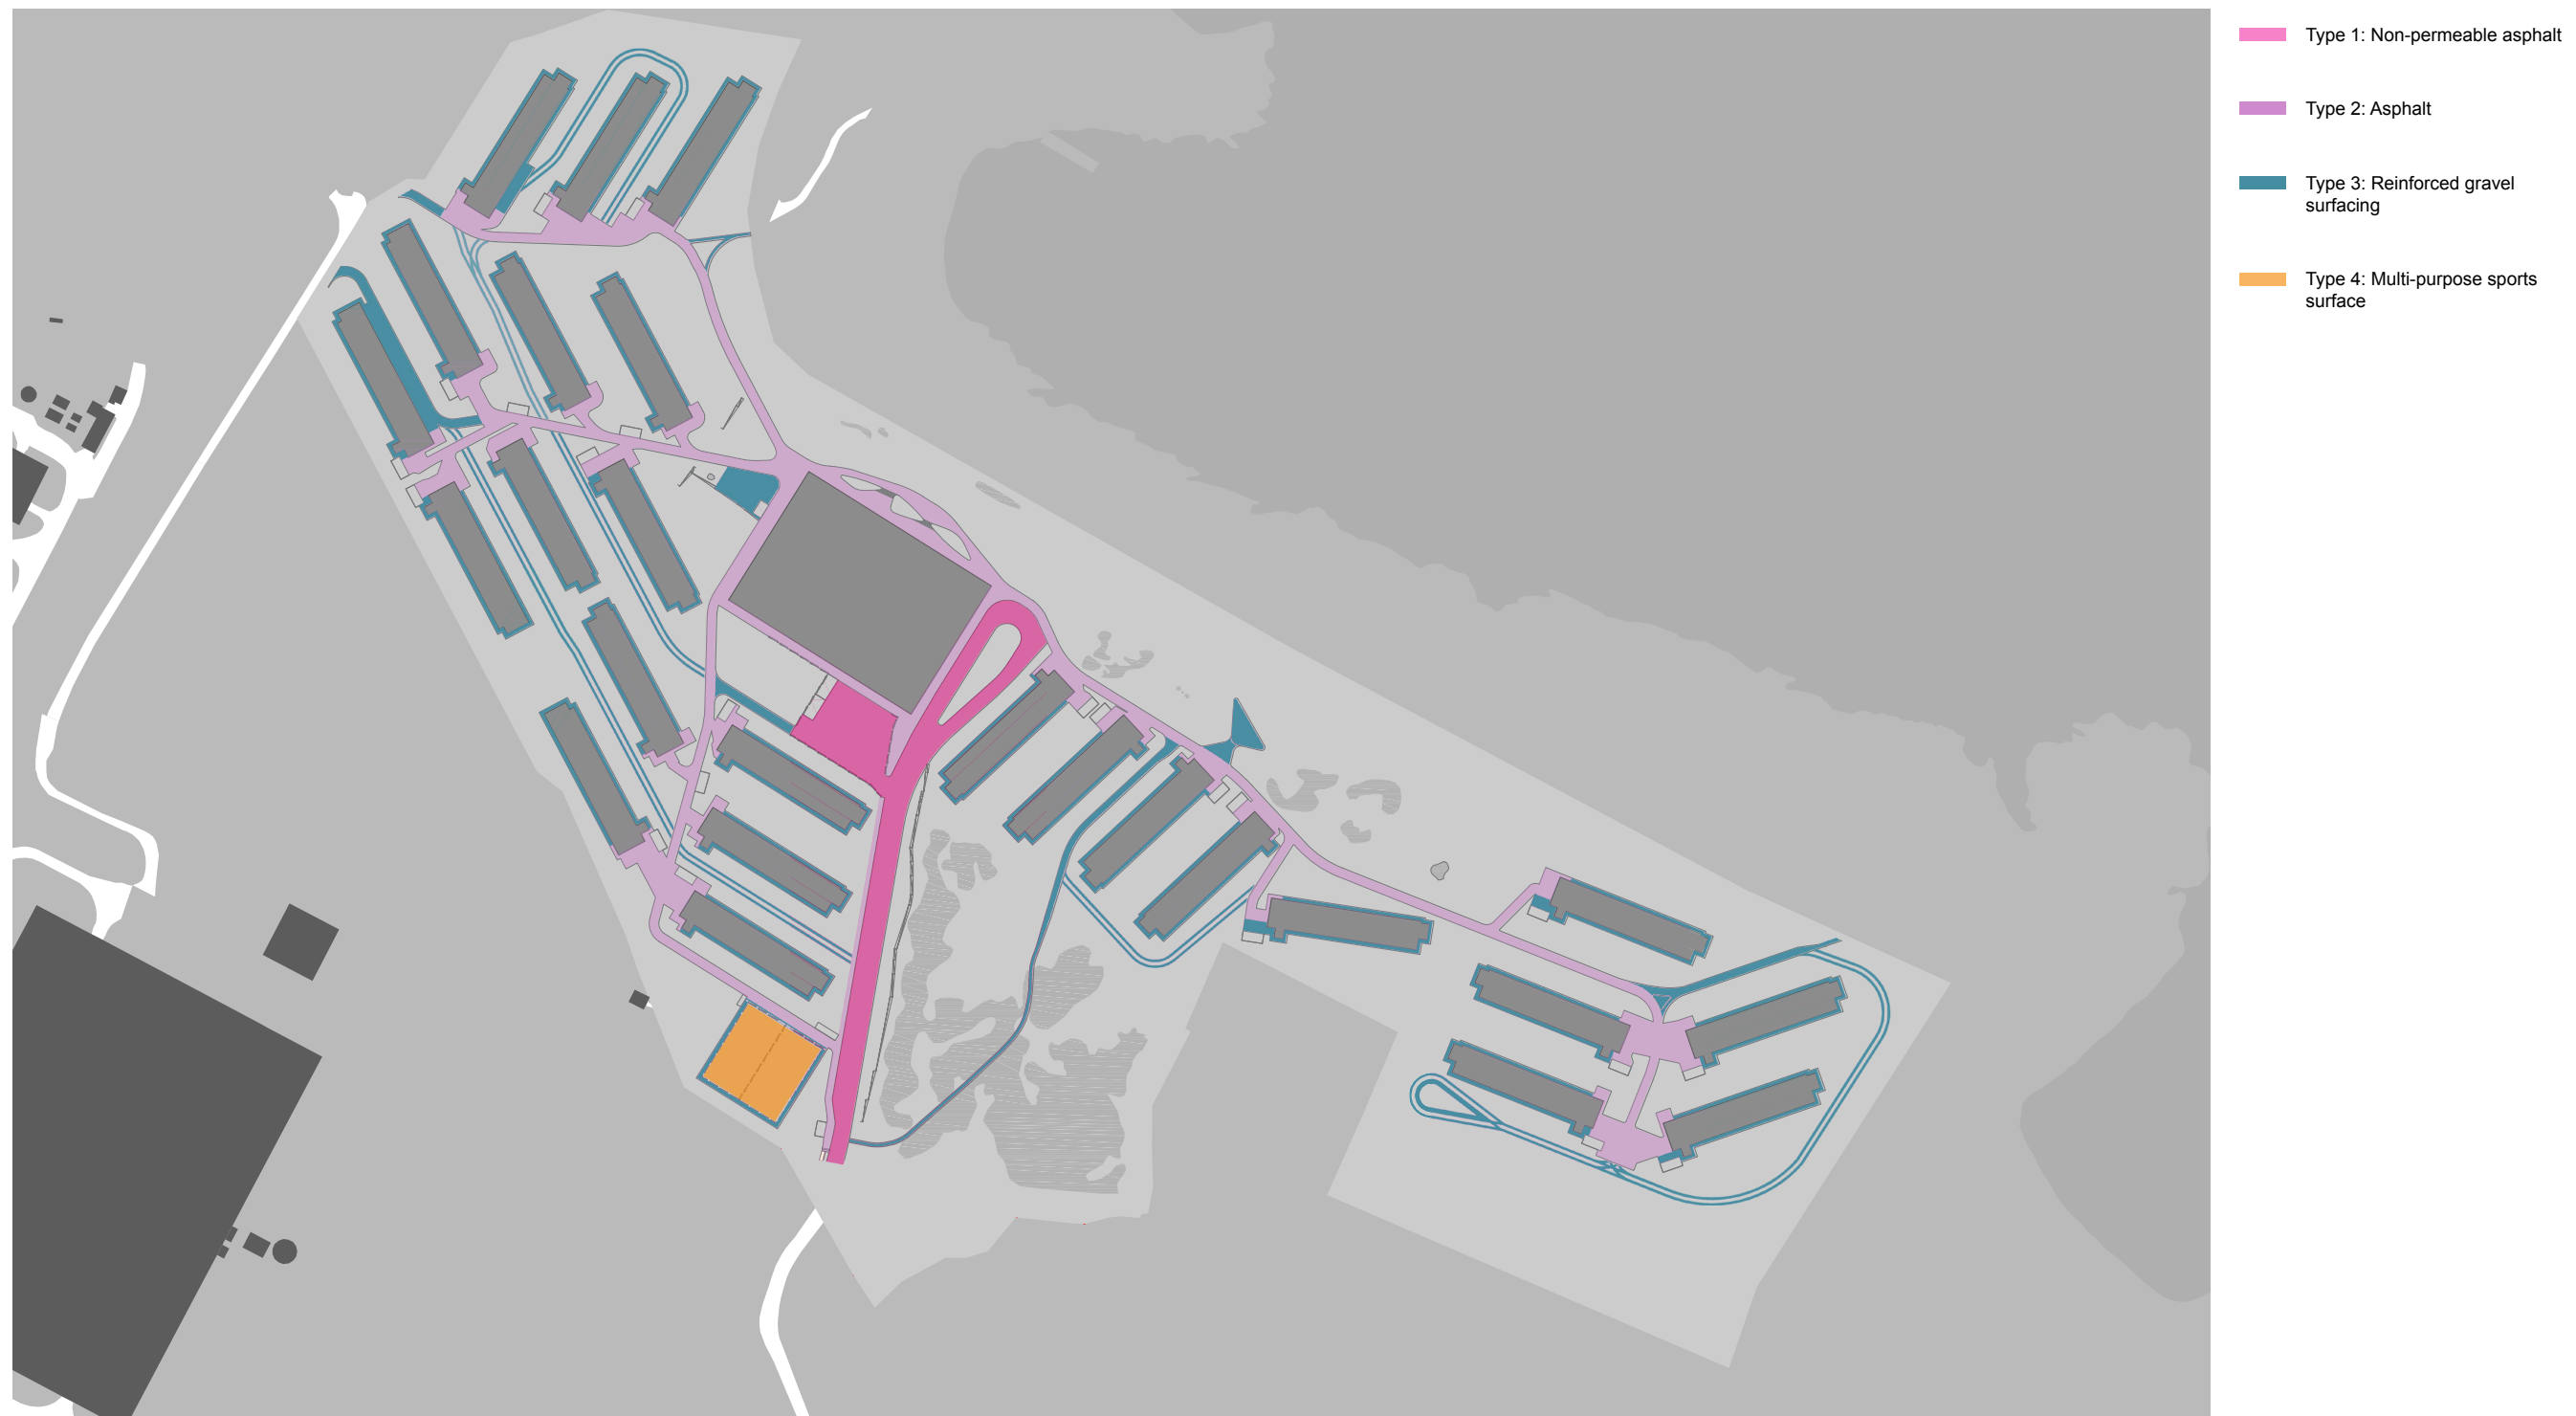 Type 1: Non-permeable asphalt
Type 2: Asphalt
Type 3: Reinforced gravel
surfacing
Type 4: Multi-purpose sports
surface